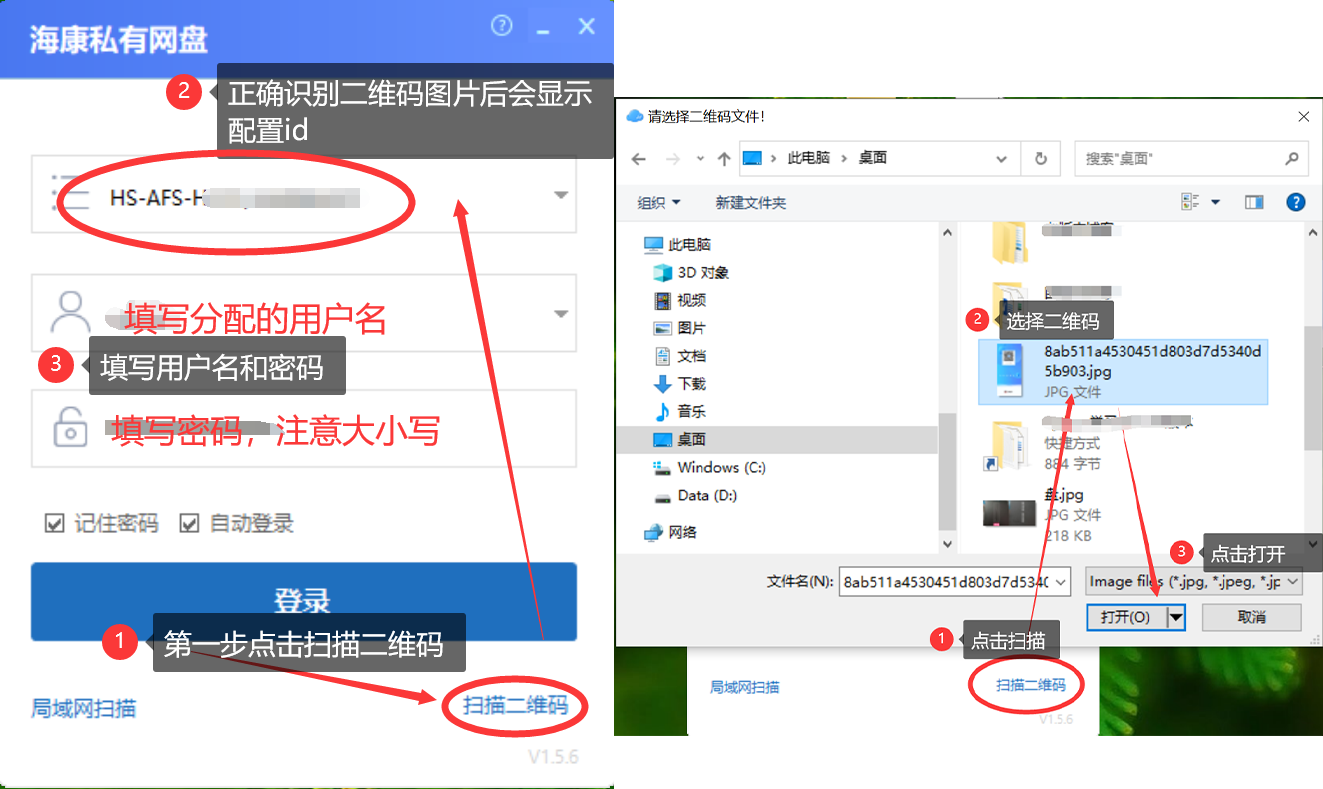 海康私有网盘
2
正确识别二维码图片后会显示
配置id
HS-AFS-H
填写分配的用户名
3
填写用户名和密码
填写密码，注意大小写
记住密码
自动登录
登录
1
第一步点击扫描二维码
局域网扫描
扫描二维码
V1.5.6
请选择二维码文件!
此电脑 › 桌面
搜索"桌面"
组织
新建文件夹
此电脑
3D 对象
视频
图片
文档
下载
音乐
桌面
Windows (C:)
Data (D:)
网络
2
选择二维码
8ab511a4530451d803d7d5340d
5b903.jpg
JPG 文件
快捷方式
884 字节
.jpg
JPG 文件
218 KB
3
点击打开
文件名(N):
8ab511a4530451d803d7d5340
Image files (*.jpg, *.jpeg, *.jp
打开(O)
取消
1
点击扫描
局域网扫描
扫描二维码
V1.5.6